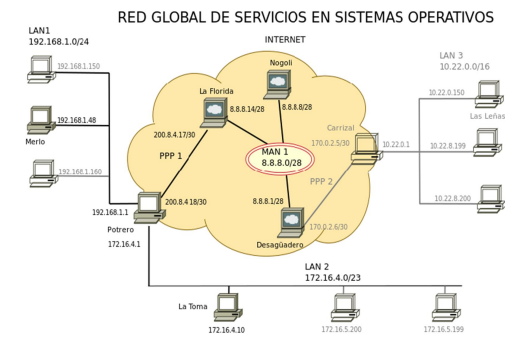 RED GLOBAL DE SERVICIOS EN SISTEMAS OPERATIVOS
LAN1
192.168.1.0/24
INTERNET
LAN 3
10.22.0.0/16
192.168.1.150
Nogoli
La Florida
8.8.8.14/28
8.8.8.8/28
10.22.0.150
Las Leñas
192.168.1.48
Merlo
200.8.4.17/30
Carrizal
170.0.2.5/30
10.22.0.1
10.22.8.199
PPP 1
MAN 1
8.8.8.0/28
192.168.1.160
PPP 2
192.168.1.1
200.8.4.18/30
8.8.8.1/28
10.22.8.200
Potrero
170.0.2.6/30
172.16.4.1
Desagüadero
LAN 2
172.16.4.0/23
La Toma
172.16.4.10
172.16.5.200
172.16.5.199